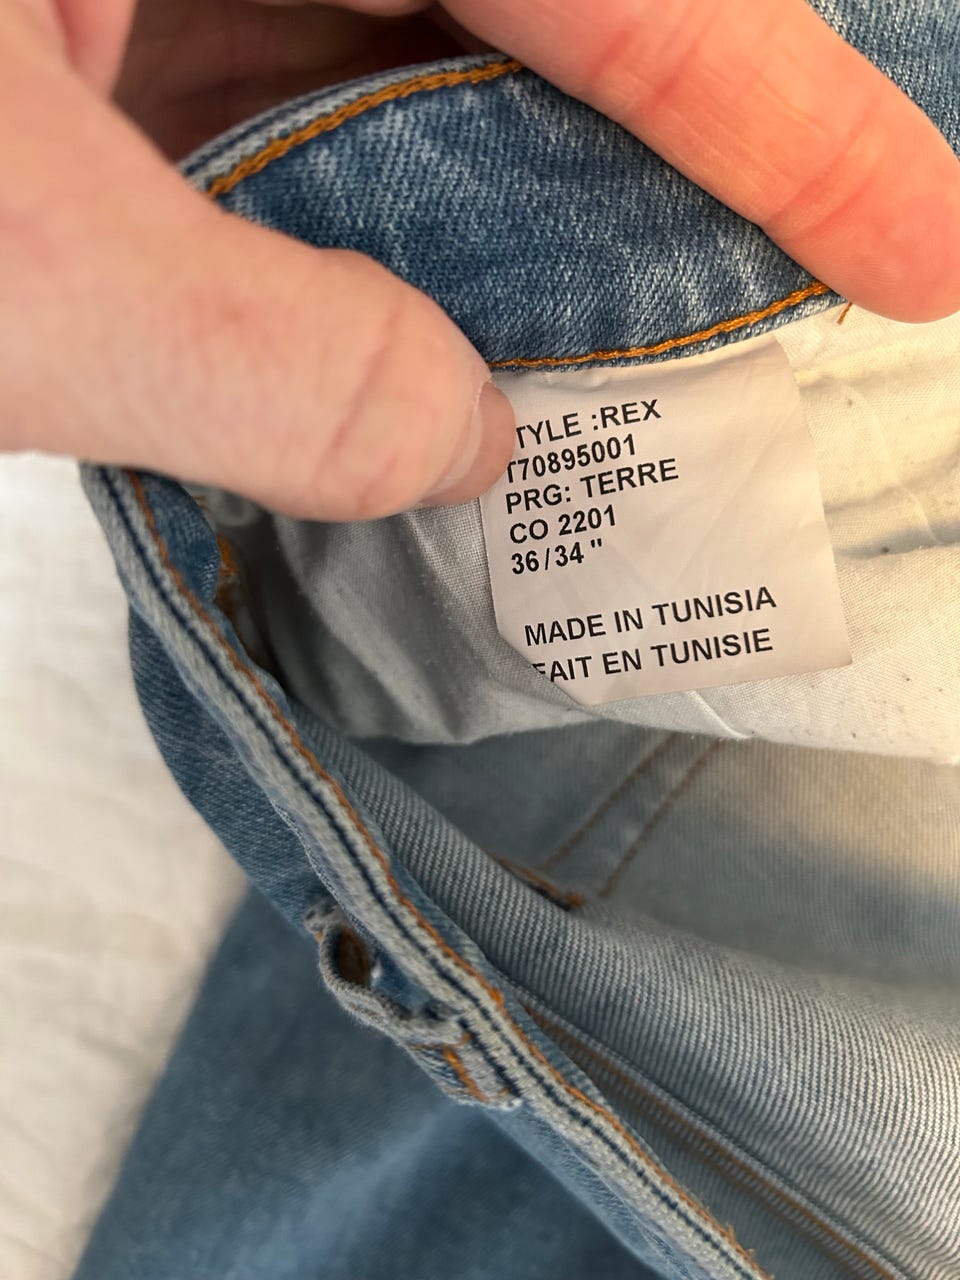 TYLE :REX
T70895001
PRG: TERRE
CO 2201
36/34"
MADE IN TUNISIA
FAIT EN TUNISIE